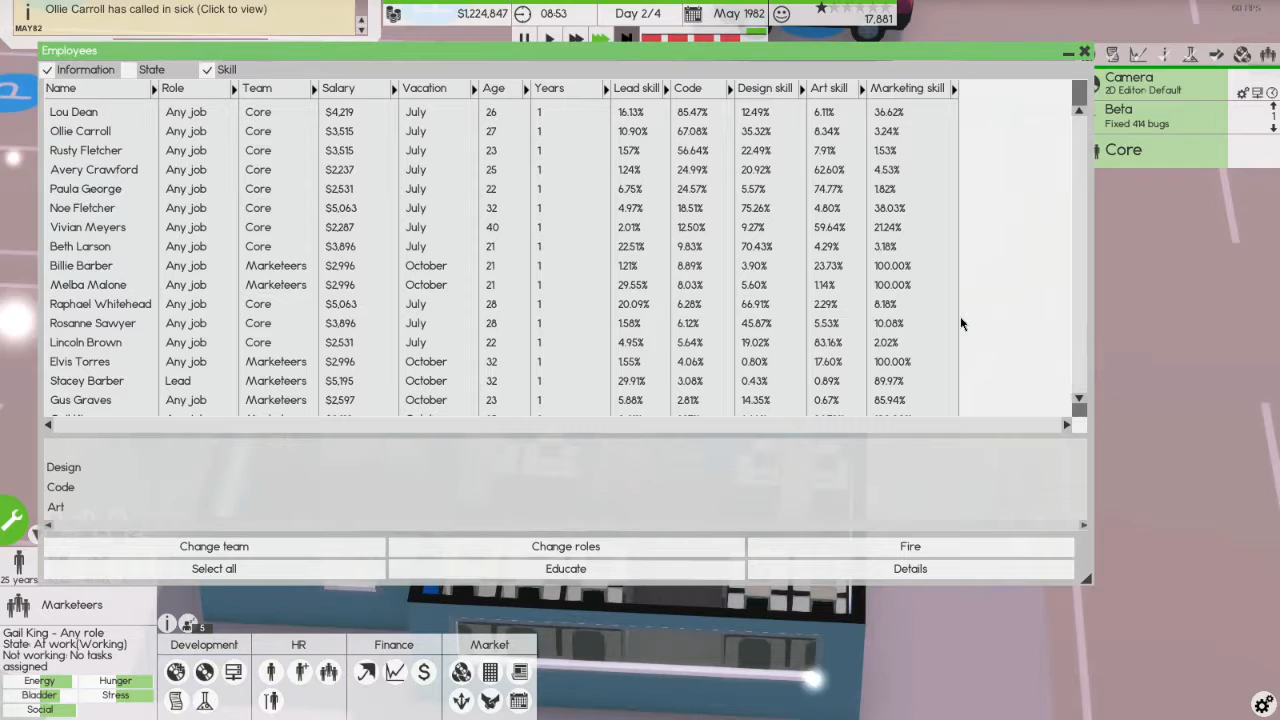 Ollie Carroll has called in sick (Click to view)
MAY82
$1,224,847 08:53 Day 2/4 May 1982 17,881
60 FPS
Employees
Information State Skill
Name Role Team Salary Vacation Age Years Lead skill Code Design skill Art skill Marketing skill
Lou Dean Any job Core $4,219 July 26 1 16.13% 85.47% 12.49% 6.11% 36.62%
Ollie Carroll Any job Core $3,515 July 27 1 10.90% 67.08% 35.32% 8.34% 3.24%
Rusty Fletcher Any job Core $3,515 July 23 1 1.57% 56.64% 22.49% 7.91% 1.53%
Avery Crawford Any job Core $2,237 July 25 1 1.24% 24.99% 20.92% 62.60% 4.53%
Paula George Any job Core $2,531 July 22 1 6.75% 24.57% 5.57% 74.77% 1.82%
Noe Fletcher Any job Core $5,063 July 32 1 4.97% 18.51% 75.26% 4.80% 38.03%
Vivian Meyers Any job Core $2,287 July 40 1 2.01% 12.50% 9.27% 59.64% 21.24%
Beth Larson Any job Core $3,896 July 21 1 22.51% 9.83% 70.43% 4.29% 3.18%
Billie Barber Any job Marketeers $2,996 October 21 1 1.21% 8.89% 3.90% 23.73% 100.00%
Melba Malone Any job Marketeers $2,996 October 21 1 29.55% 8.03% 5.60% 1.14% 100.00%
Raphael Whitehead Any job Core $5,063 July 28 1 20.09% 6.28% 66.91% 2.29% 8.18%
Rosanne Sawyer Any job Core $3,896 July 28 1 1.58% 6.12% 45.87% 5.53% 10.08%
Lincoln Brown Any job Core $2,531 July 22 1 4.95% 5.64% 19.02% 83.16% 2.02%
Elvis Torres Any job Marketeers $2,996 October 32 1 1.55% 4.06% 0.80% 17.60% 100.00%
Stacey Barber Lead Marketeers $5,195 October 32 1 29.91% 3.08% 0.43% 0.89% 89.97%
Gus Graves Any job Marketeers $2,597 October 23 1 5.88% 2.81% 14.35% 0.67% 85.94%
Design
Code
Art
Change team Change roles Fire
Select all Educate Details
Camera
2D Editor: Default
Beta
Fixed 414 bugs
1
Core
25 years
Marketeers
5
Gail King - Any role
State: At work(Working)
Not working: No tasks
assigned
Energy Hunger
Bladder Stress
Social
Development HR Finance Market